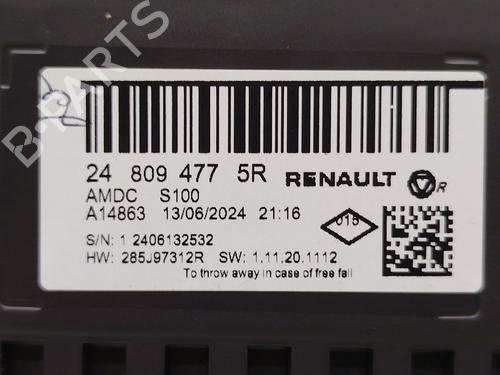 B-PARTS
24 809 477 5R RENAULT R
AMDC S100
A14863 13/06/2024 21:16 015
S/N: 1 2406132532
HW: 285J97312R SW: 1.11.20.1112
To throw away in case of free fall